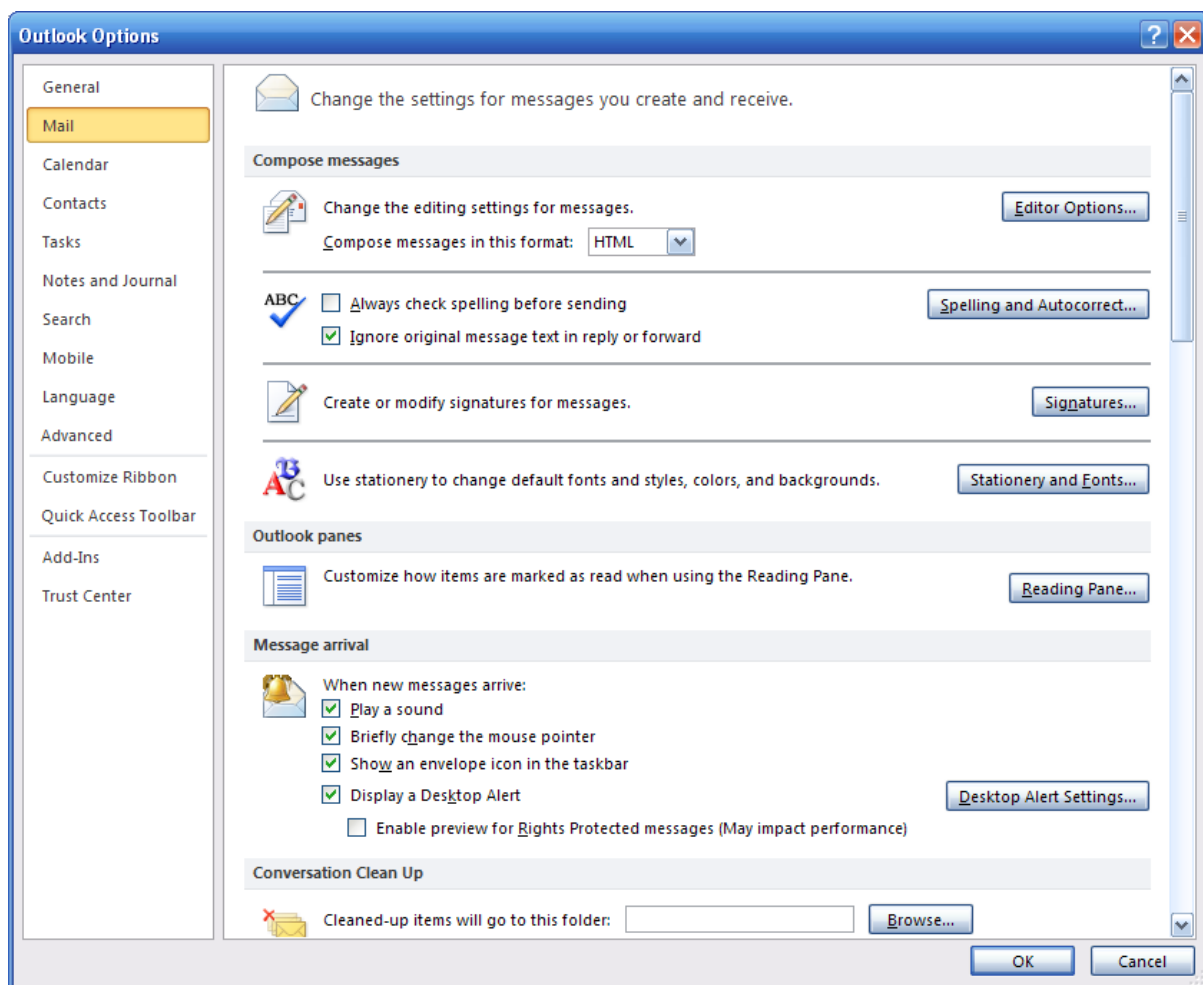 Outlook Options
General
Mail
Calendar
Contacts
Tasks
Notes and Journal
Search
Mobile
Language
Advanced
Customize Ribbon
Quick Access Toolbar
Add-Ins
Trust Center
Change the settings for messages you create and receive.
Compose messages
Change the editing settings for messages.
Editor Options...
Compose messages in this format: HTML
ABC
Always check spelling before sending
Spelling and Autocorrect...
Ignore original message text in reply or forward
Create or modify signatures for messages.
Signatures...
ABC
Use stationery to change default fonts and styles, colors, and backgrounds.
Stationery and Fonts...
Outlook panes
Customize how items are marked as read when using the Reading Pane.
Reading Pane...
Message arrival
When new messages arrive:
Play a sound
Briefly change the mouse pointer
Show an envelope icon in the taskbar
Display a Desktop Alert
Desktop Alert Settings...
Enable preview for Rights Protected messages (May impact performance)
Conversation Clean Up
Cleaned-up items will go to this folder:
Browse...
OK
Cancel